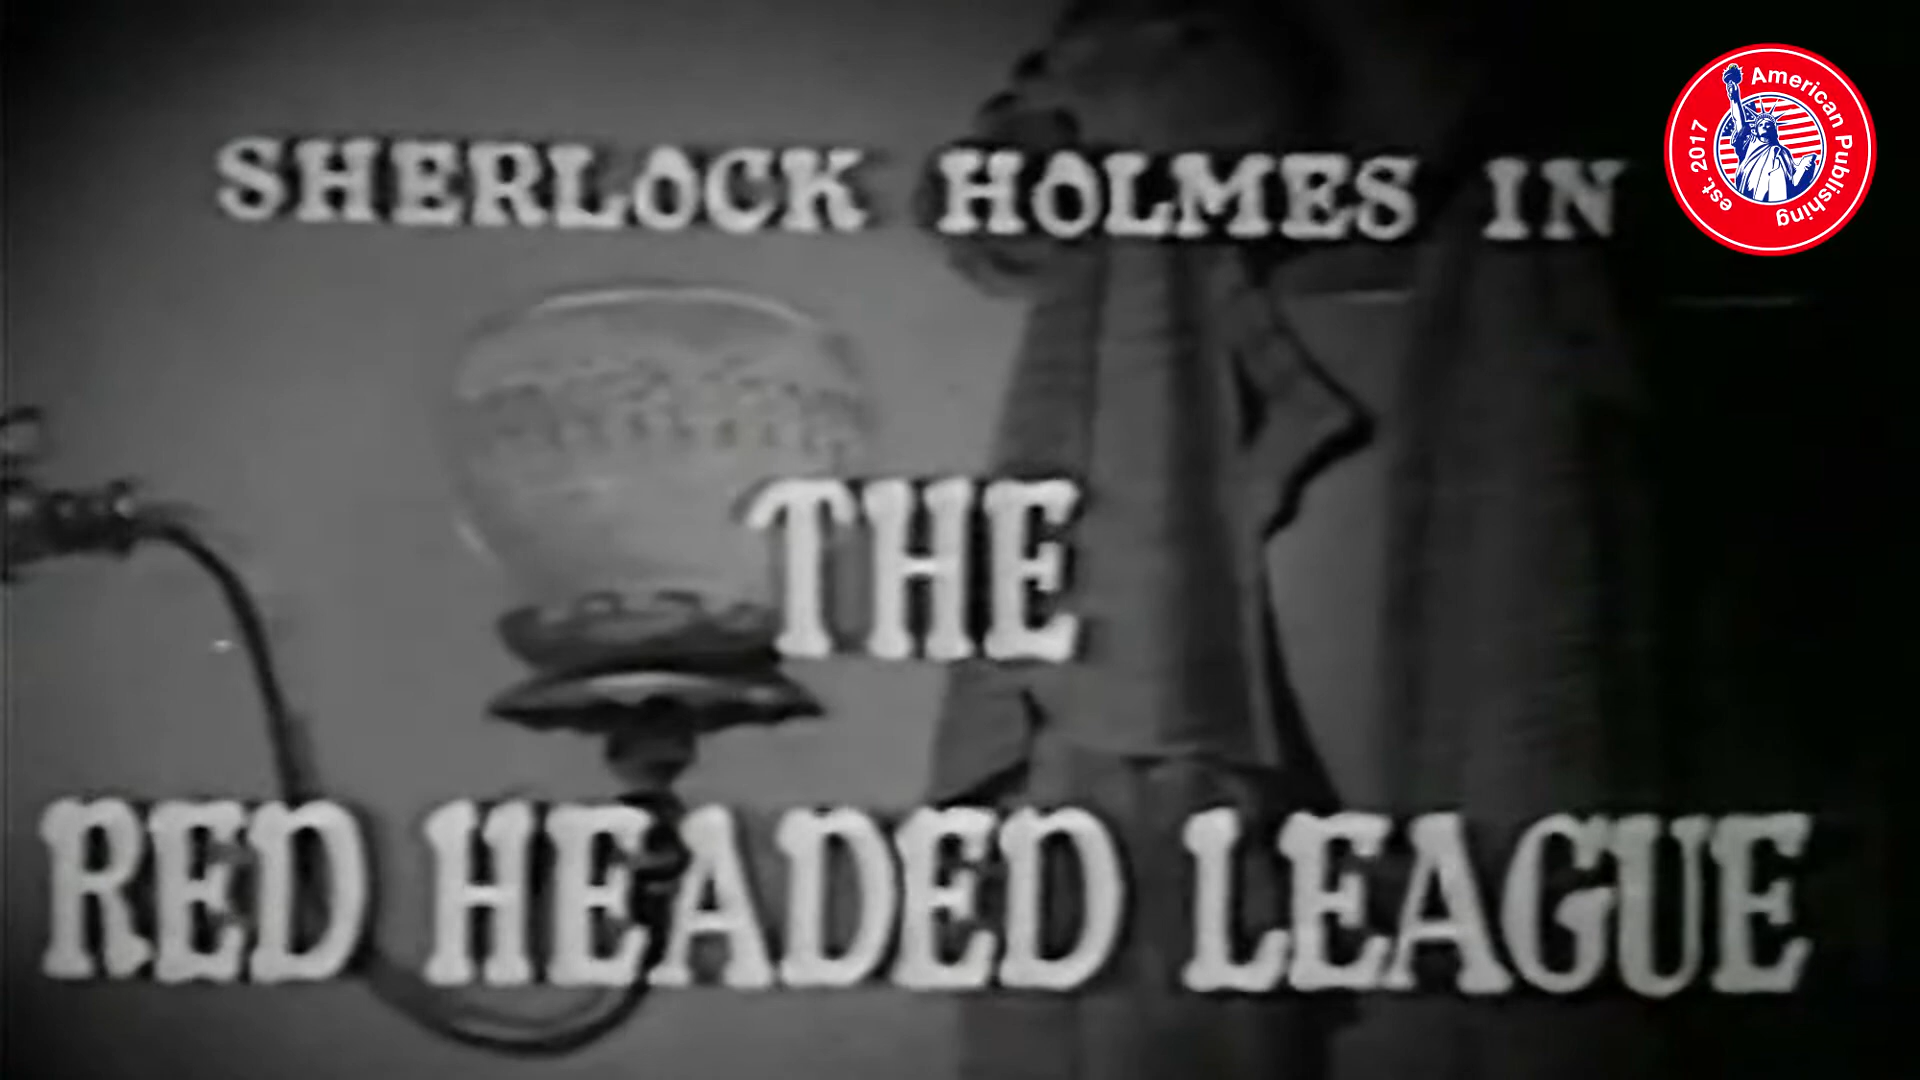 SHERLOCK HOLMES IN
THE
RED HEADED LEAGUE
American Publishing
est. 2017